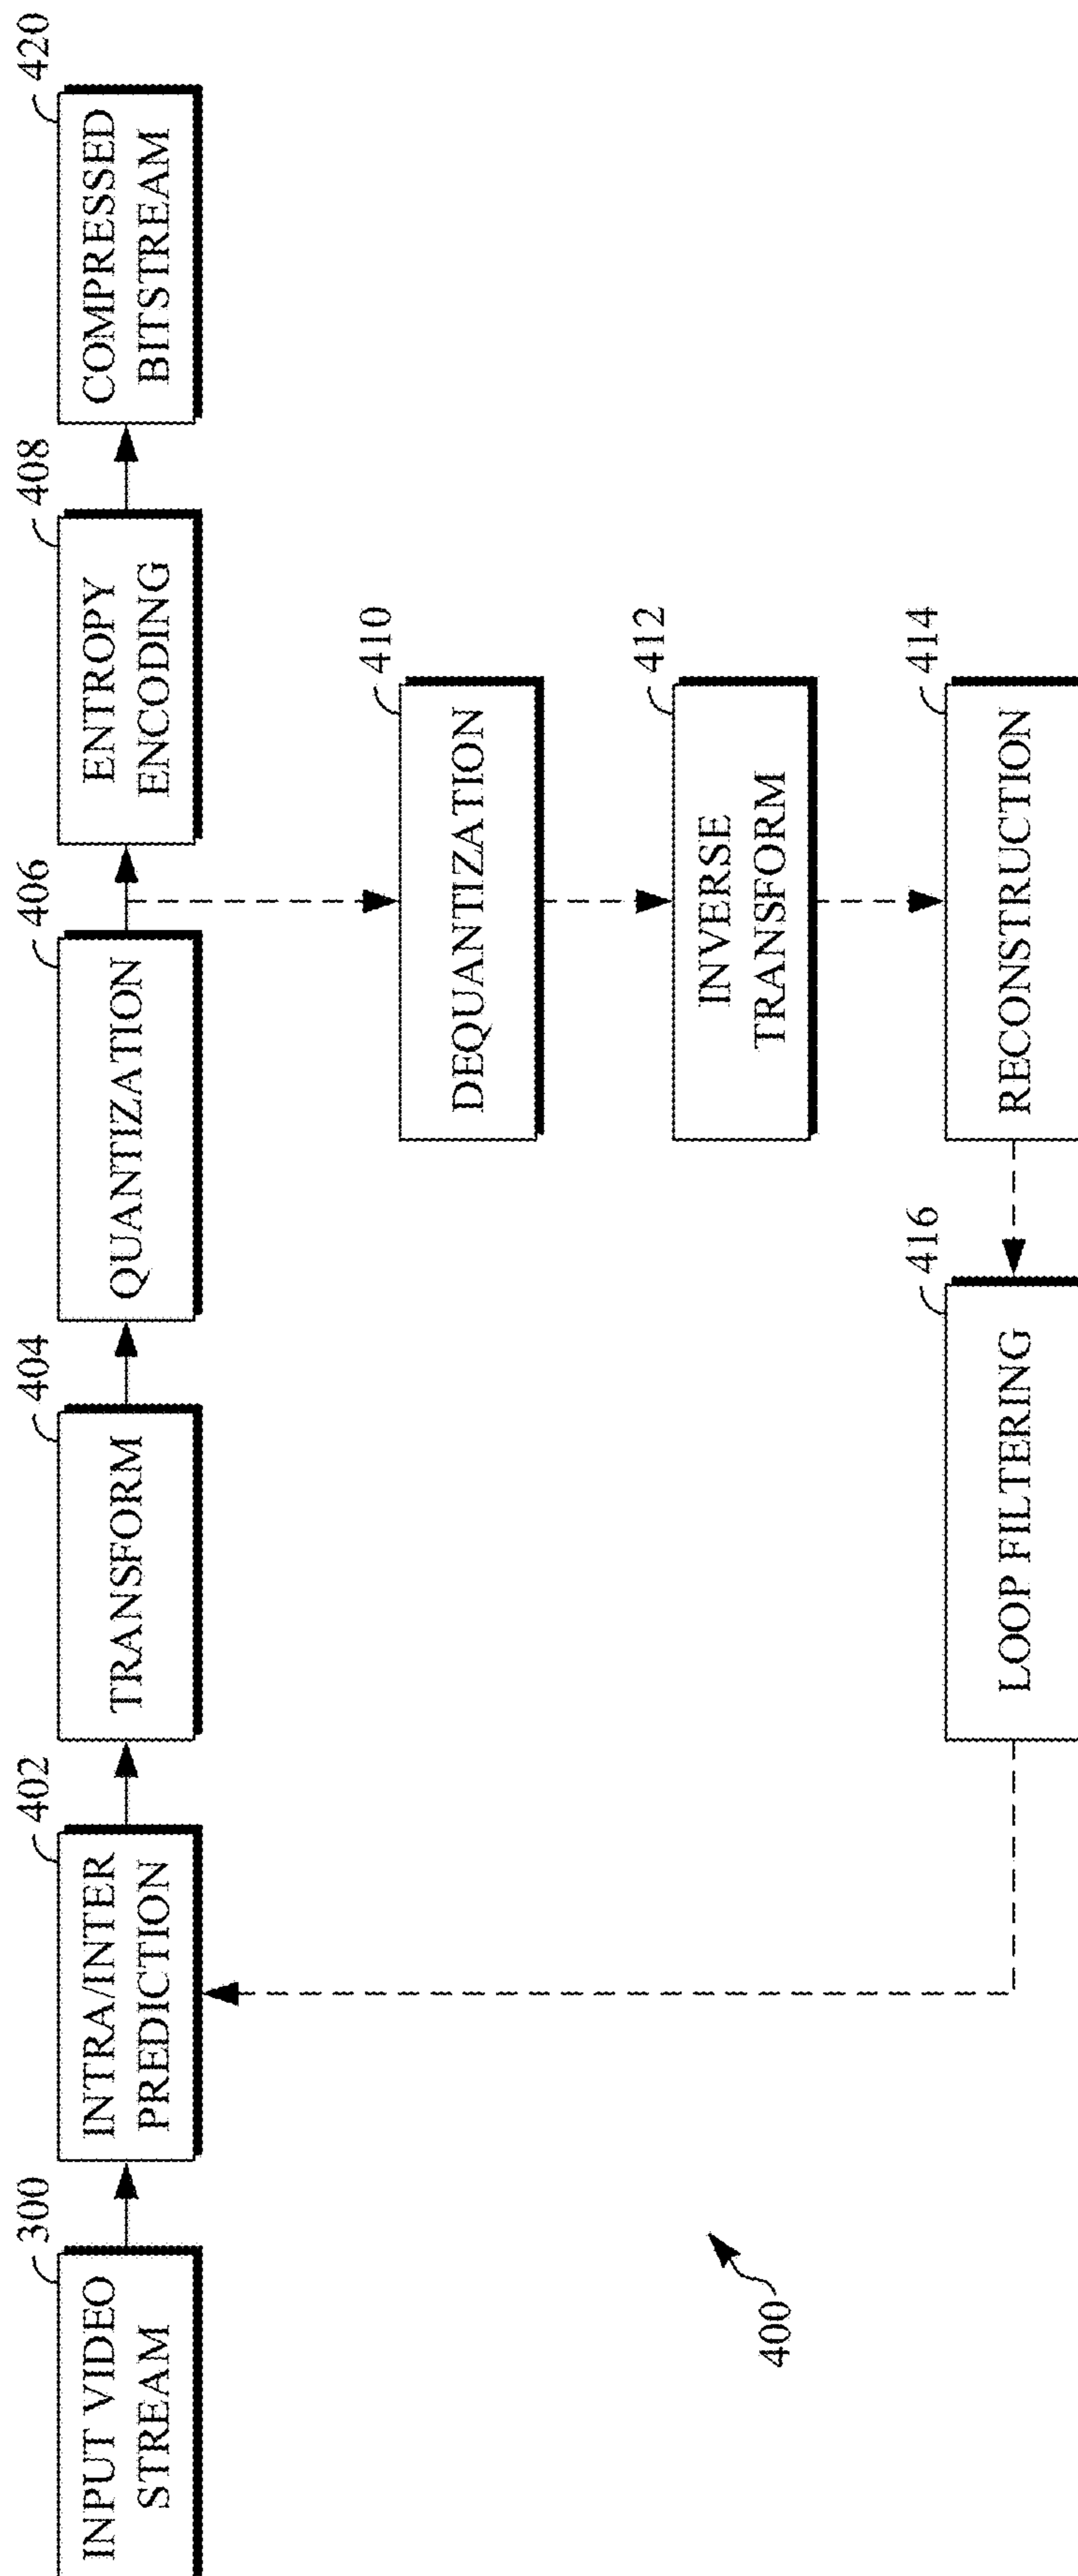 300
INPUT VIDEO
STREAM
402
INTRA/INTER
PREDICTION
404
TRANSFORM
406
QUANTIZATION
408
ENTROPY
ENCODING
420
COMPRESSED
BITSTREAM
410
DEQUANTIZATION
412
INVERSE
TRANSFORM
414
RECONSTRUCTION
416
LOOP FILTERING
400